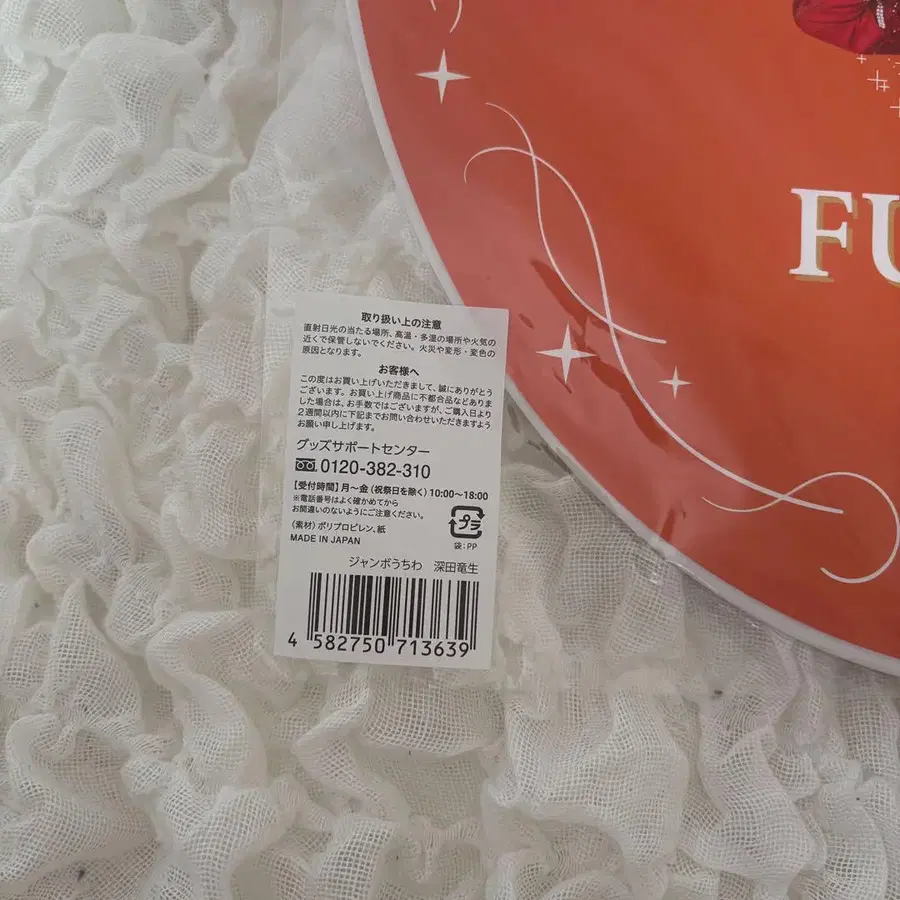 FU
取り扱い上の注意
直射日光の当たる場所、高温・多湿の場所や火気の
近くで保管しないでください。火災や変形・変色の
原因となります。
お客様へ
この度はお買い上げいただきまして、誠にありがとう
ございます。お買い上げ商品に不都合品などありま
した場合は、お手数ではございますが、ご購入日より
2週間以内に下記までお問い合わせいただきますよう
お願い申し上げます。
グッズサポートセンター
0120-382-310
【受付時間】月〜金(祝祭日を除く)10:00〜18:00
※電話番号はよく確かめてから
お間違いのないようにご注意ください。
(素材)ポリプロピレン、紙
MADE IN JAPAN
プラ
袋:PP
ジャンボうちわ 深田竜生
4 582750 713639